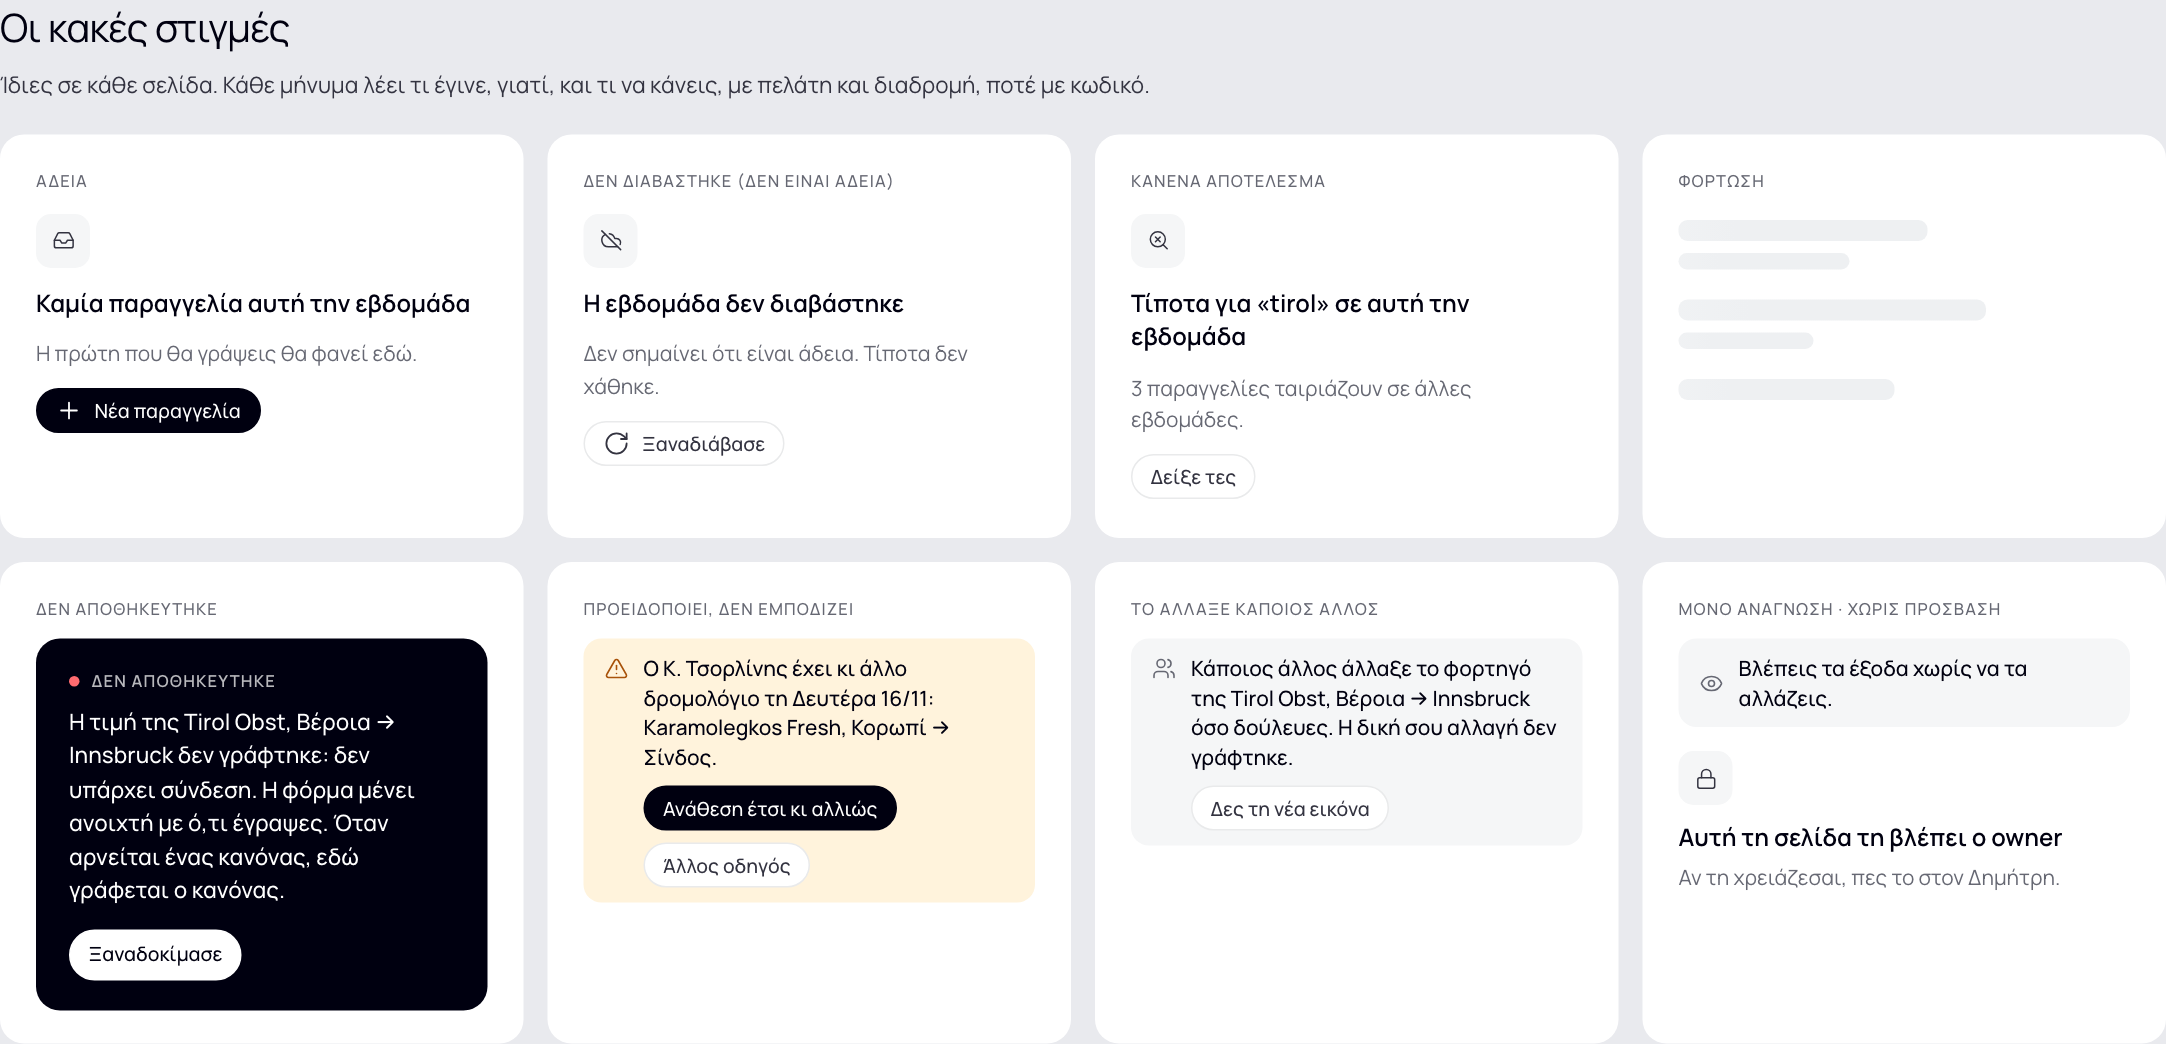 Οι κακές στιγμές
Ίδιες σε κάθε σελίδα. Κάθε μήνυμα λέει τι έγινε, γιατί, και τι να κάνεις, με πελάτη και διαδρομή, ποτέ με κωδικό.
ΑΔΕΙΑ
Καμία παραγγελία αυτή την εβδομάδα
Η πρώτη που θα γράψεις θα φανεί εδώ.
Νέα παραγγελία
ΔΕΝ ΔΙΑΒΑΣΤΗΚΕ (ΔΕΝ ΕΙΝΑΙ ΑΔΕΙΑ)
Η εβδομάδα δεν διαβάστηκε
Δεν σημαίνει ότι είναι άδεια. Τίποτα δεν
χάθηκε.
Ξαναδιάβασε
ΚΑΝΕΝΑ ΑΠΟΤΕΛΕΣΜΑ
Τίποτα για «tirol» σε αυτή την
εβδομάδα
3 παραγγελίες ταιριάζουν σε άλλες
εβδομάδες.
Δείξε τες
ΦΟΡΤΩΣΗ
ΔΕΝ ΑΠΟΘΗΚΕΥΤΗΚΕ
ΔΕΝ ΑΠΟΘΗΚΕΥΤΗΚΕ
Η τιμή της Tirol Obst, Βέροια →
Innsbruck δεν γράφτηκε: δεν
υπάρχει σύνδεση. Η φόρμα μένει
ανοιχτή με ό,τι έγραψες. Όταν
αρνείται ένας κανόνας, εδώ
γράφεται ο κανόνας.
Ξαναδοκίμασε
ΠΡΟΕΙΔΟΠΟΙΕΙ, ΔΕΝ ΕΜΠΟΔΙΖΕΙ
Ο Κ. Τσορλίνης έχει κι άλλο
δρομολόγιο τη Δευτέρα 16/11:
Karamolegkos Fresh, Κορωπί →
Σίνδος.
Ανάθεση έτσι κι αλλιώς
Άλλος οδηγός
ΤΟ ΑΛΛΑΞΕ ΚΑΠΟΙΟΣ ΑΛΛΟΣ
Κάποιος άλλος άλλαξε το φορτηγό
της Tirol Obst, Βέροια → Innsbruck
όσο δούλευες. Η δική σου αλλαγή δεν
γράφτηκε.
Δες τη νέα εικόνα
ΜΟΝΟ ΑΝΑΓΝΩΣΗ · ΧΩΡΙΣ ΠΡΟΣΒΑΣΗ
Βλέπεις τα έξοδα χωρίς να τα
αλλάζεις.
Αυτή τη σελίδα τη βλέπει ο owner
Αν τη χρειάζεσαι, πες το στον Δημήτρη.